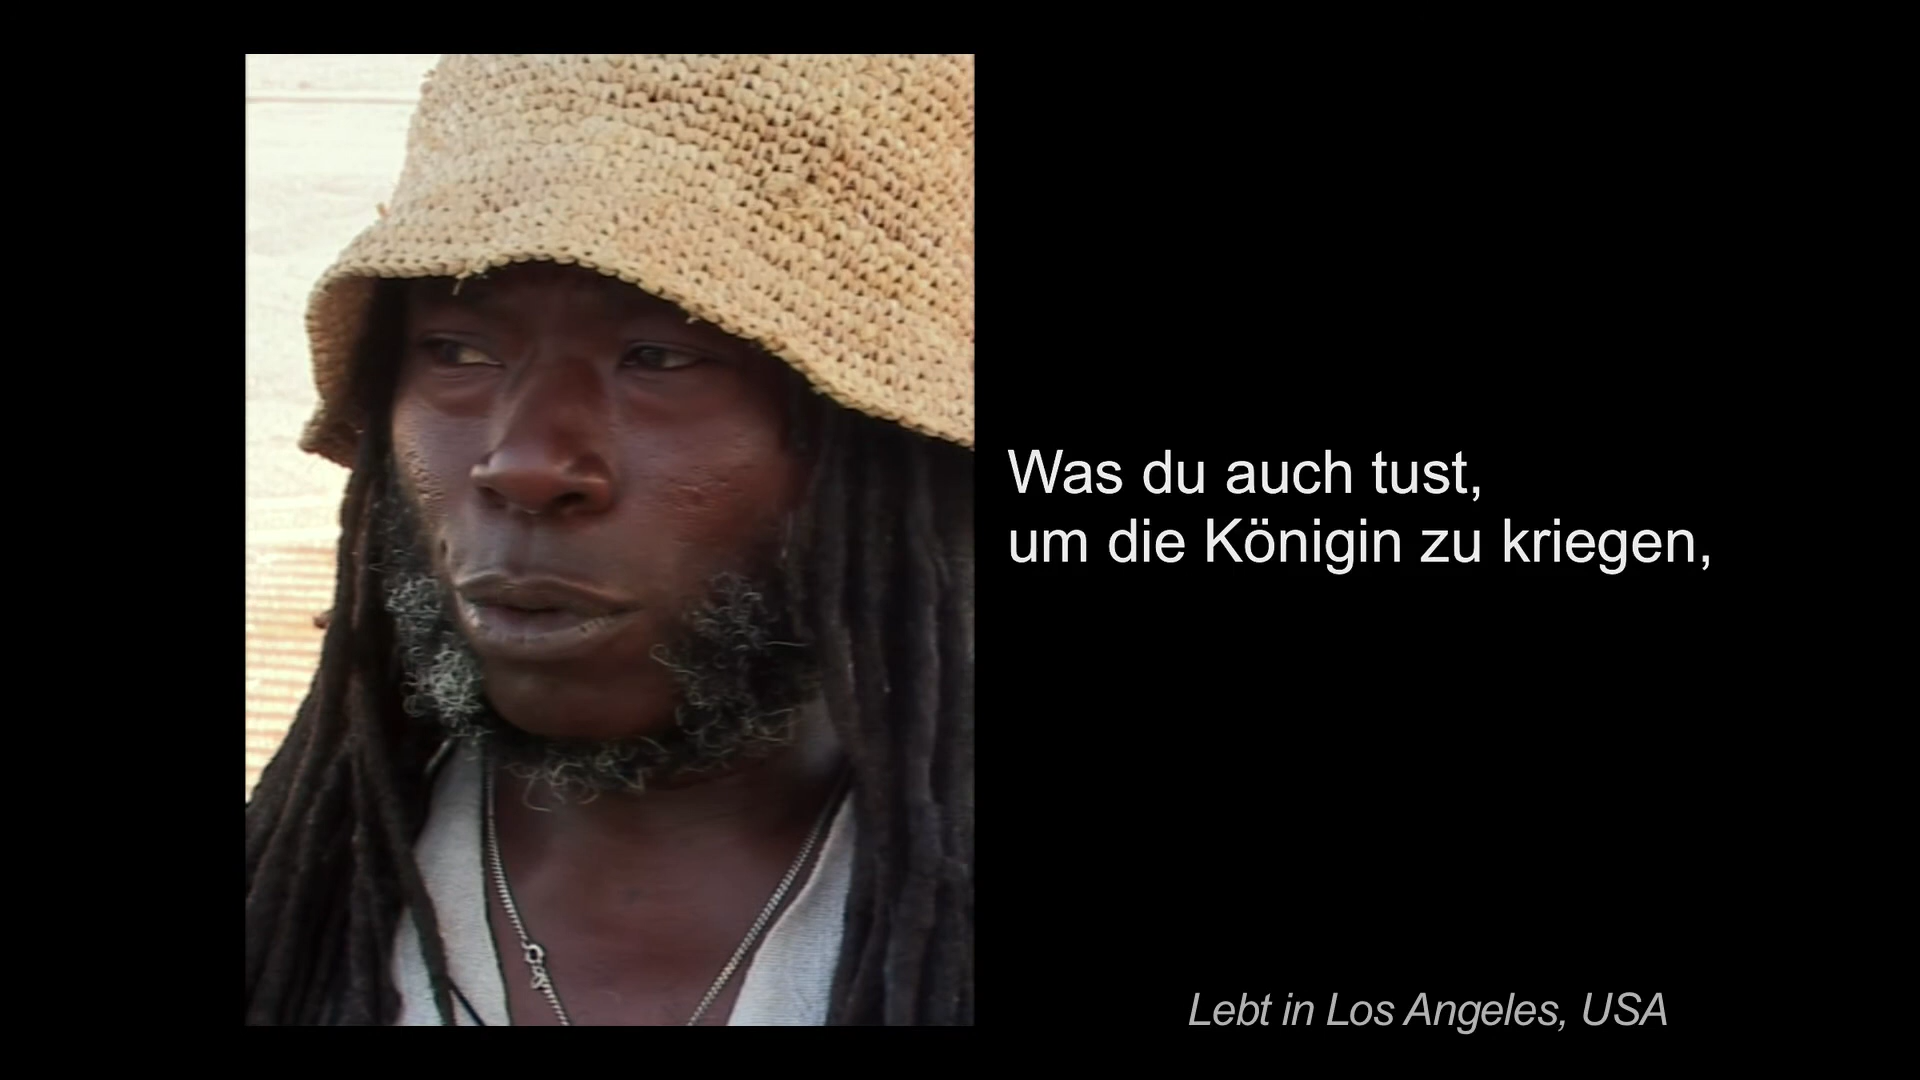 Was du auch tust,
um die Königin zu kriegen,
Lebt in Los Angeles, USA